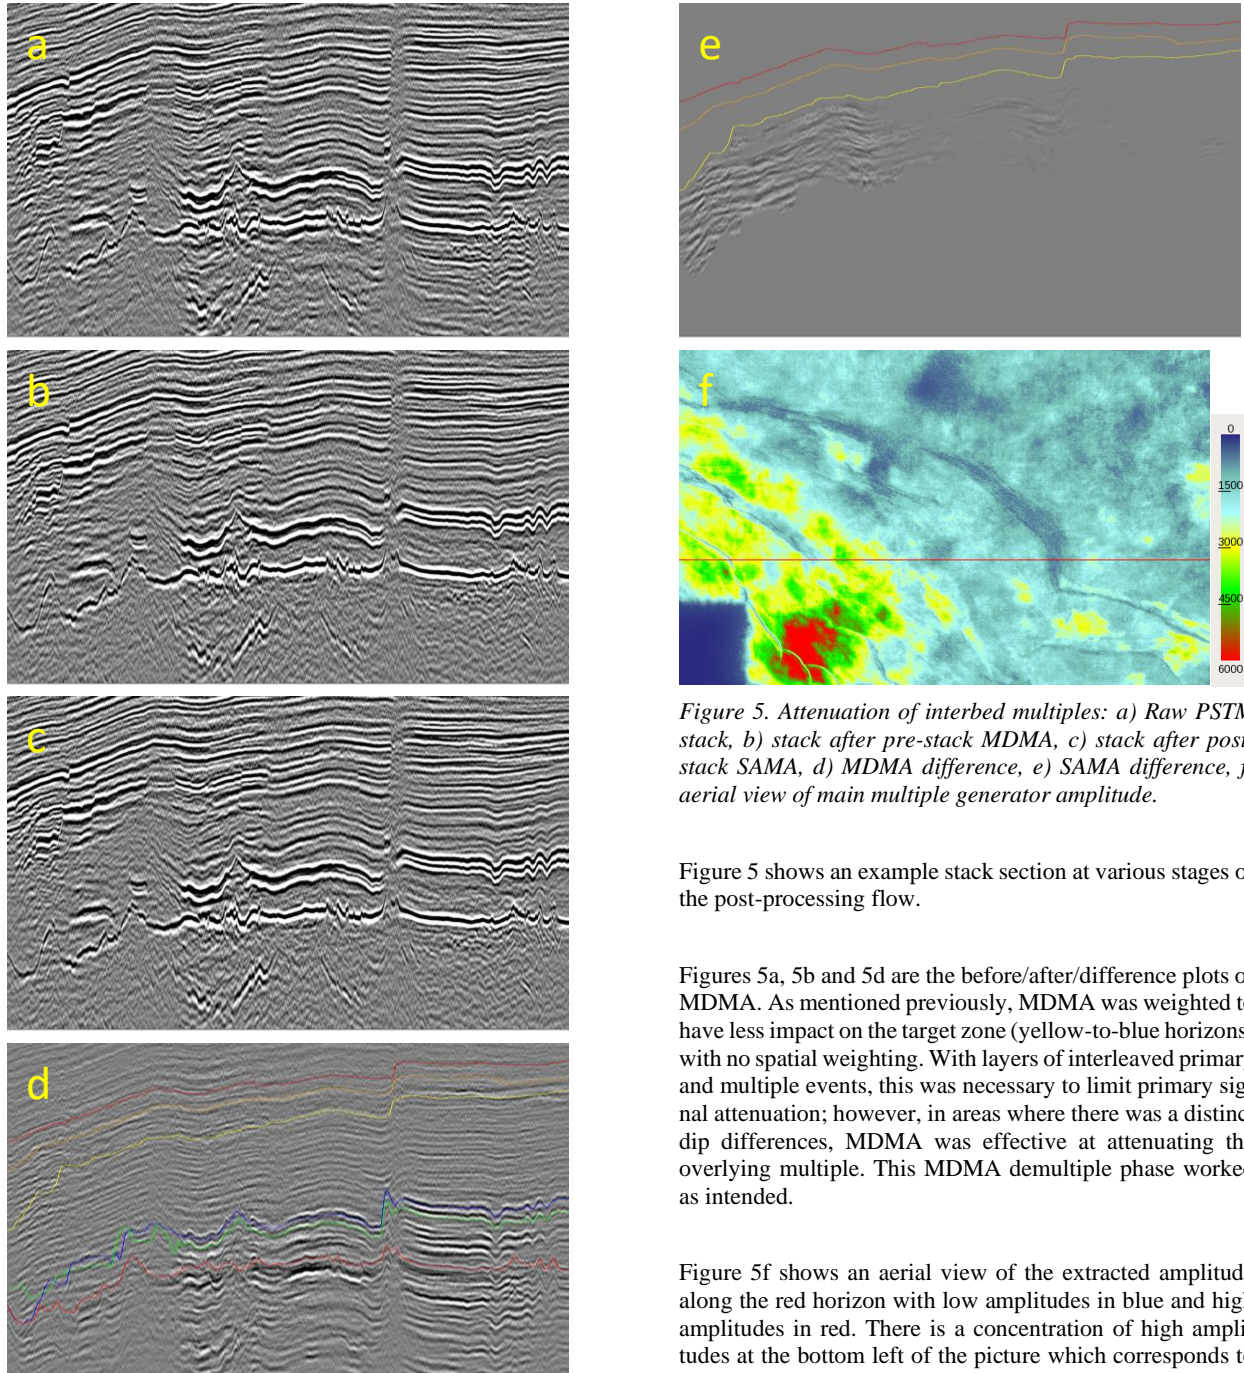 a
b
c
d
e
f
0
1500
3000
4500
6000
Figure 5. Attenuation of interbed multiples: a) Raw PSTM
stack, b) stack after pre-stack MDMA, c) stack after post
stack SAMA, d) MDMA difference, e) SAMA difference, f
aerial view of main multiple generator amplitude.
Figure 5 shows an example stack section at various stages o
the post-processing flow.
Figures 5a, 5b and 5d are the before/after/difference plots o
MDMA. As mentioned previously, MDMA was weighted to
have less impact on the target zone (yellow-to-blue horizons
with no spatial weighting. With layers of interleaved primary
and multiple events, this was necessary to limit primary sig
nal attenuation; however, in areas where there was a distinc
dip differences, MDMA was effective at attenuating th
overlying multiple. This MDMA demultiple phase worked
as intended.
Figure 5f shows an aerial view of the extracted amplitud
along the red horizon with low amplitudes in blue and high
amplitudes in red. There is a concentration of high ampli
tudes at the bottom left of the picture which corresponds to